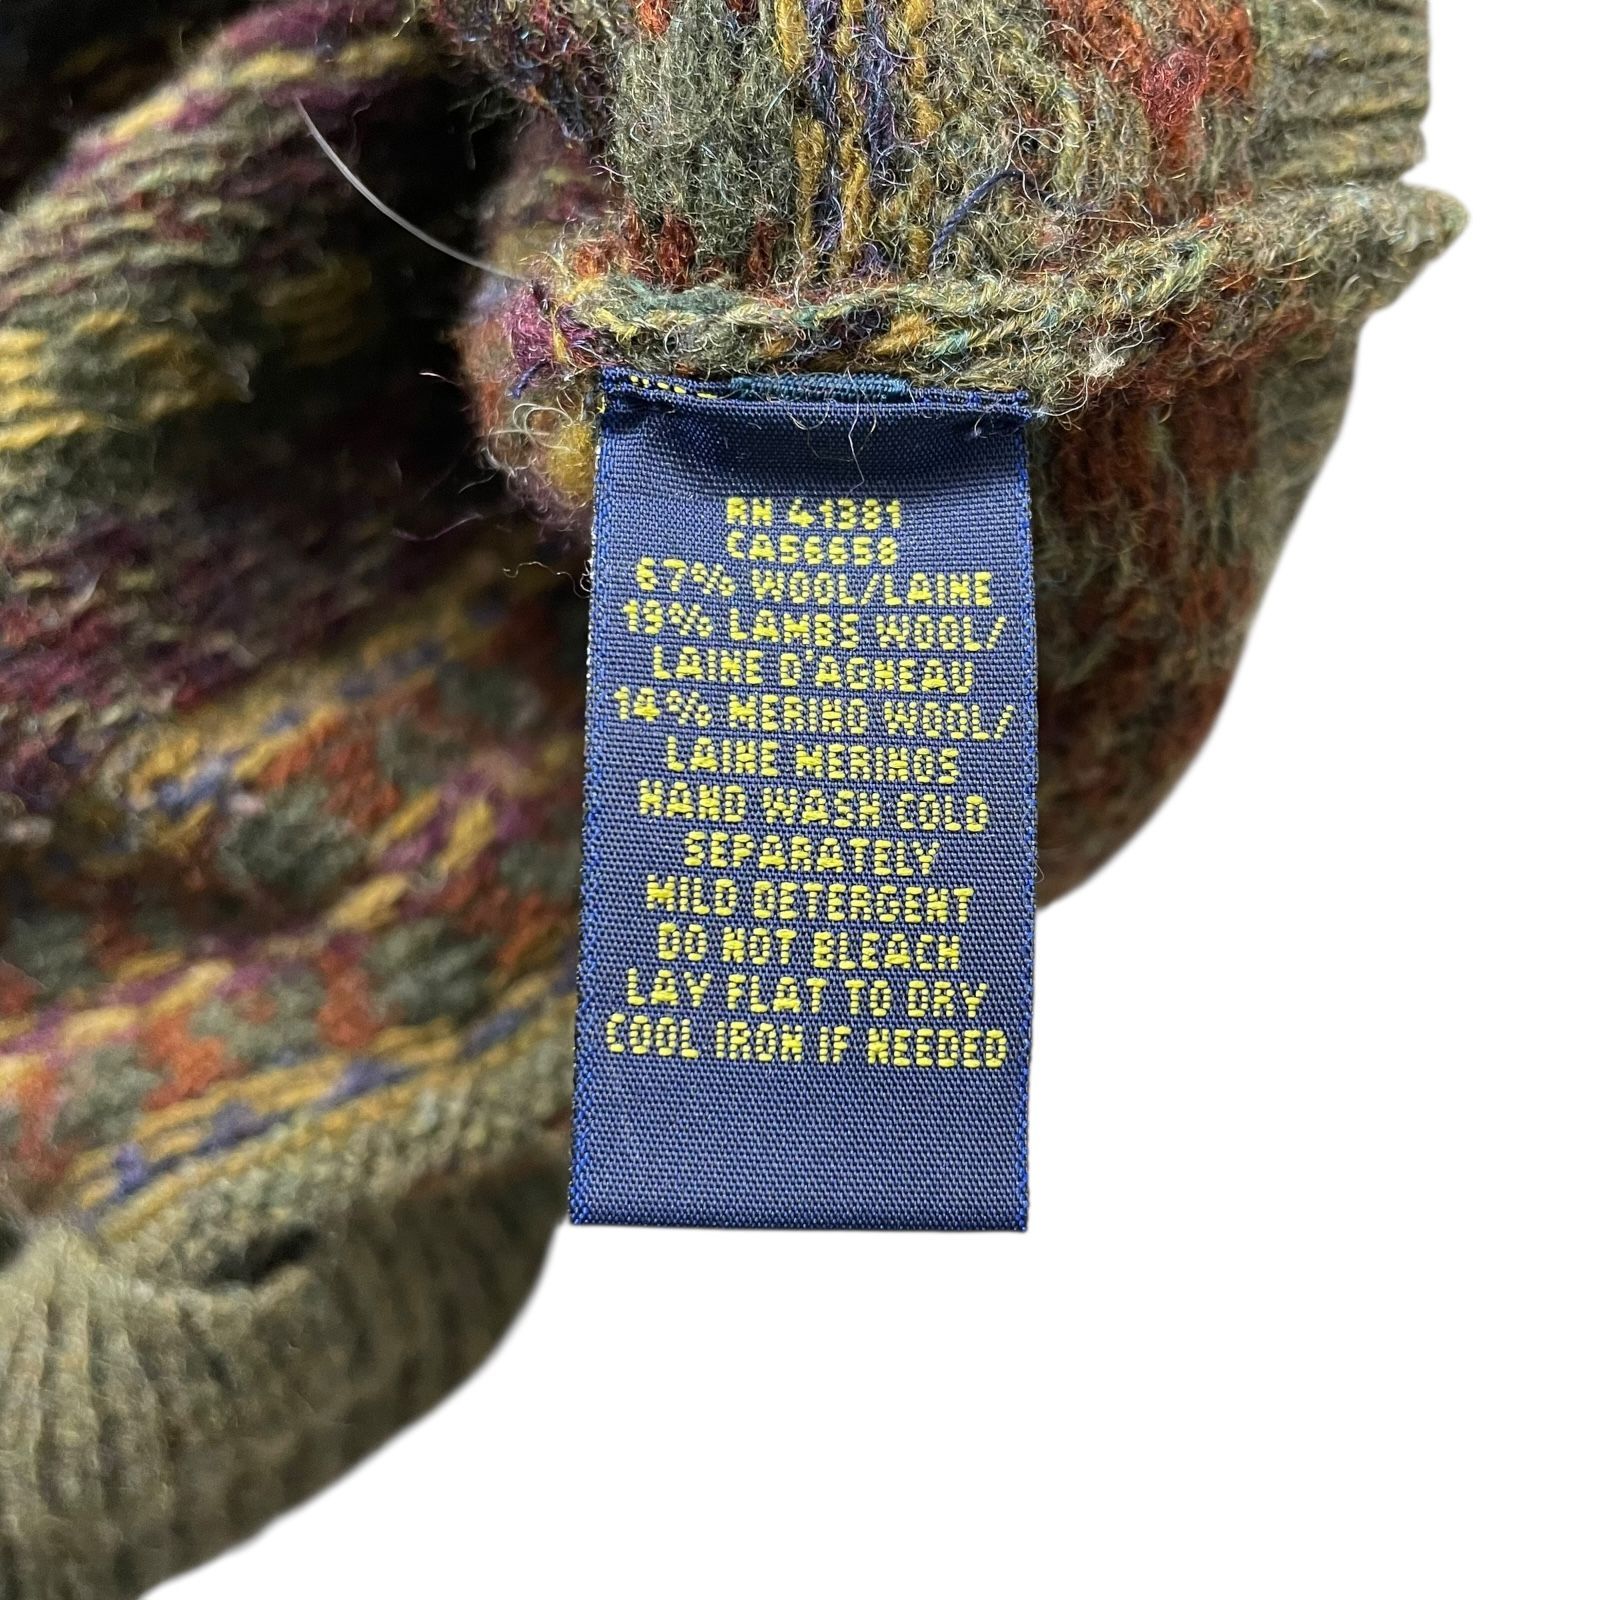 RN 41381
CA56658
67% WOOL/LAINE
19% LAMBS WOOL/
LAINE D'AGNEAU
14% MERINO WOOL/
LAINE MERINOS
HAND WASH COLD
SEPARATELY
MILD DETERGENT
DO NOT BLEACH
LAY FLAT TO DRY
COOL IRON IF NEEDED